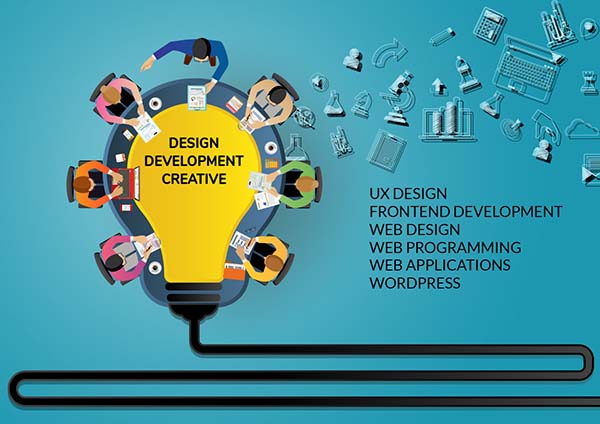 DESIGN
DEVELOPMENT
CREATIVE
UX DESIGN
FRONTEND DEVELOPMENT
WEB DESIGN
WEB PROGRAMMING
WEB APPLICATIONS
WORDPRESS